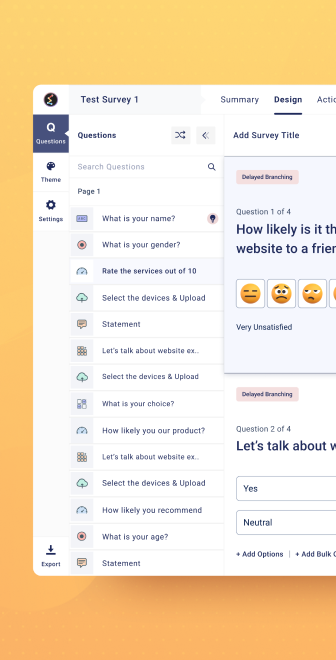 Test Survey 1
Summary
Design
Questions
Theme
Settings
Export
Questions
Search Questions
Page 1
What is your name?
What is your gender?
Rate the services out of 10
Select the devices & Upload
Statement
Let's talk about website ex..
Select the devices & Upload
What is your choice?
How likely you our product?
Let's talk about website ex..
Select the devices & Upload
How likely you recommend
What is your age?
Statement
Add Survey Title
Delayed Branching
Question 1 of 4
How likely is it th
website to a frien
Very Unsatisfied
Delayed Branching
Question 2 of 4
Let's talk about w
Yes
Neutral
+ Add Options | + Add Bulk